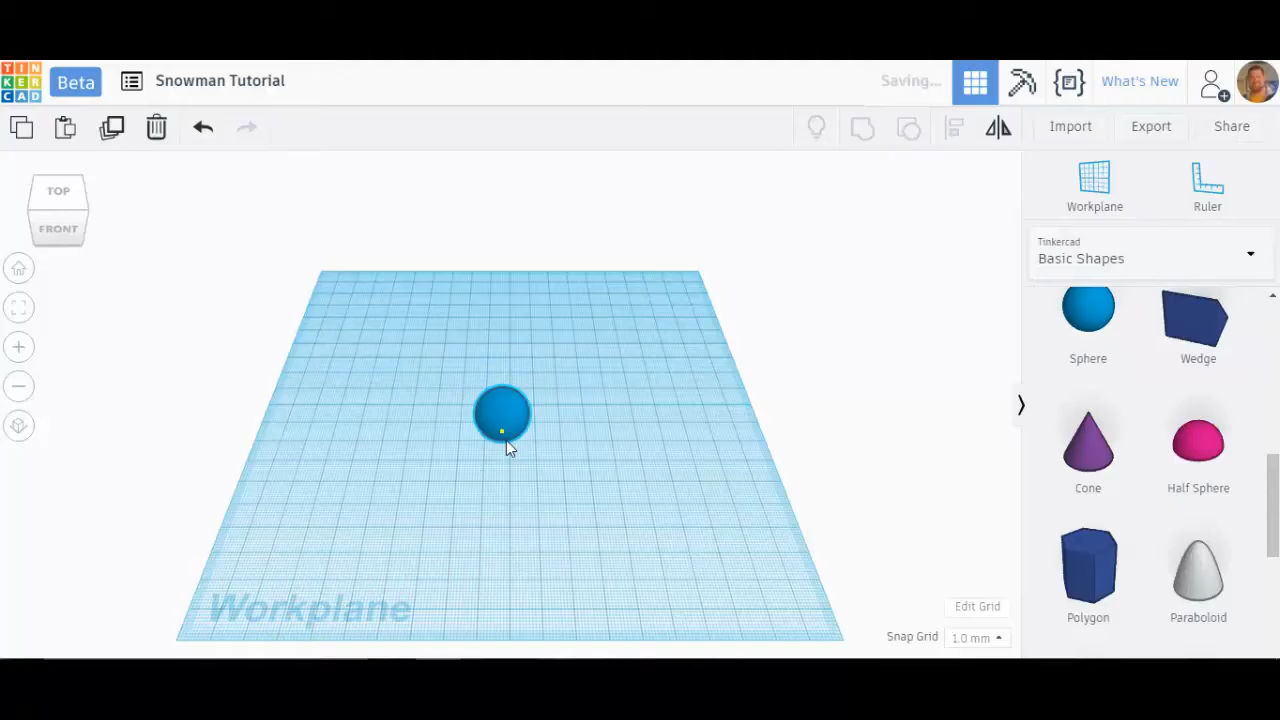 TIN
KER
CAD
Beta
Snowman Tutorial
Saving...
What's New
Import
Export
Share
TOP
FRONT
Workplane
Ruler
Tinkercad
Basic Shapes
Sphere
Wedge
Cone
Half Sphere
Polygon
Paraboloid
Workplane
Edit Grid
Snap Grid
1.0 mm